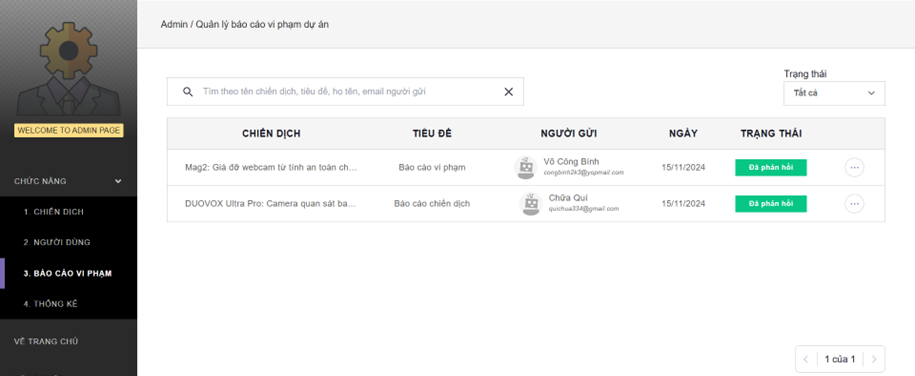 Admin / Quản lý báo cáo vi phạm dự án
WELCOME TO ADMIN PAGE
CHỨC NĂNG
1. CHIẾN DỊCH
2. NGƯỜI DÙNG
3. BÁO CÁO VI PHẠM
4. THỐNG KÊ
VỀ TRANG CHỦ
Trạng thái
Tìm theo tên chiến dịch, tiêu đề, họ tên, email người gửi
Tất cả
CHIẾN DỊCH TIÊU ĐỀ NGƯỜI GỬI NGÀY TRẠNG THÁI
Mag2: Giá đỡ webcam từ tính an toàn ch... Báo cáo vi phạm Võ Công Bính 15/11/2024 Đã phản hồi
congbinh2k3@yopmail.com
DUOVOX Ultra Pro: Camera quan sát ba... Báo cáo chiến dịch Chữa Quí 15/11/2024 Đã phản hồi
quichua334@gmail.com
1 của 1